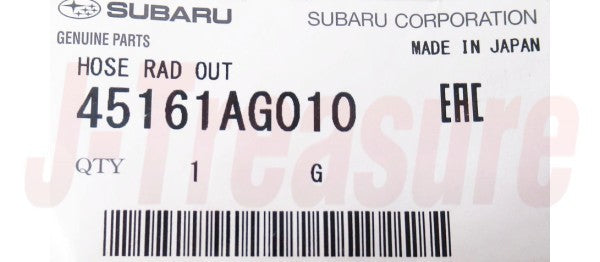 SUBARU
SUBARU CORPORATION
GENUINE PARTS
MADE IN JAPAN
HOSE RAD OUT
45161AG010
EAC
QTY 1 G
J-Treasure